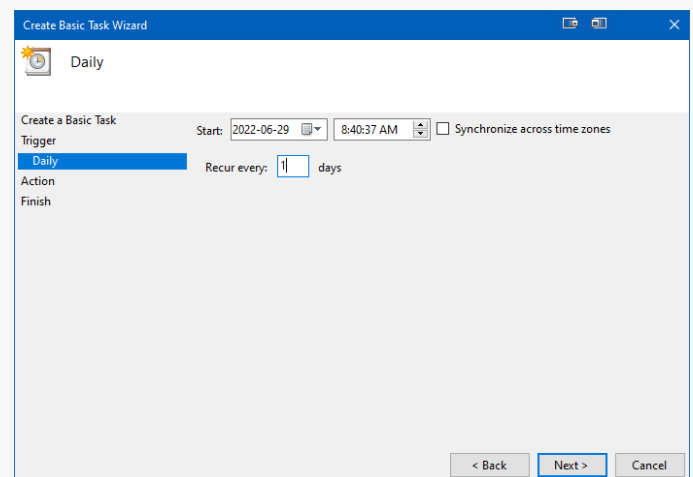 Create Basic Task Wizard
Daily
Create a Basic Task
Trigger
Daily
Action
Finish
Start: 2022-06-29 8:40:37 AM Synchronize across time zones
Recur every: 1 days
< Back Next > Cancel